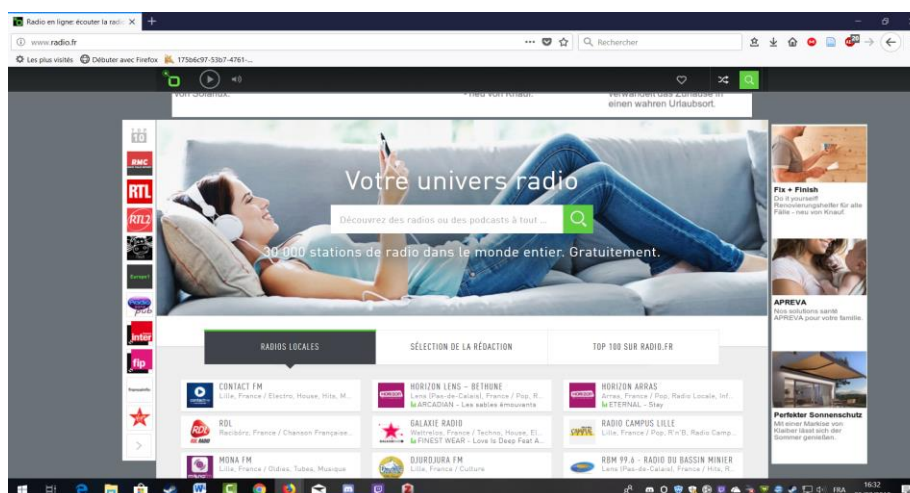 Radio en ligne: écouter la radi
www.radio.fr
Rechercher
Les plus visités
Débuter avec Firefox
175b6c97-53b7-4761-...
von Solarlux.
- neu von Knauf.
verwandelt das Zuhause in
einen wahren Urlaubsort.
10
RMC
RTL
RTL2
Europe1
pub
inter
fip
franceinfo
Votre univers radio
Découvrez des radios ou des podcasts à tout ...
30 000 stations de radio dans le monde entier. Gratuitement.
Fix + Finish
Do it yourself!
Renovierungshelfer für alle
Fälle - neu von Knauf.
APREVA
Nos solutions santé
APREVA pour votre famille.
Perfekter Sonnenschutz
Mit einer Markise von
Klaiber lässt sich der
Sommer genießen.
RADIOS LOCALES
SÉLECTION DE LA RÉDACTION
TOP 100 SUR RADIO.FR
CONTACT FM
Lille, France / Electro, House, Hits, M...
HORIZON LENS – BÉTHUNE
Lens (Pas-de-Calais), France / Pop, R...
ARCADIAN - Les sables émouvants
HORIZON ARRAS
Arras, France / Pop, Radio Locale, Inf...
ETERNAL - Stay
RDL
France / Chanson Française...
GALAXIE RADIO
Wattrelos, France / Techno, House, El...
FINEST WEAR - Love Is Deep Feat A...
RADIO CAMPUS LILLE
Lille, France / Pop, R'n'B, Radio Camp...
MONA FM
Lille, France / Oldies, Tubes, Musique
DJURDJURA FM
Lille, France / Culture
RBM 99.6 - RADIO DU BASSIN MINIER
Lens (Pas-de-Calais), France / Hits, R...
FRA
16:32